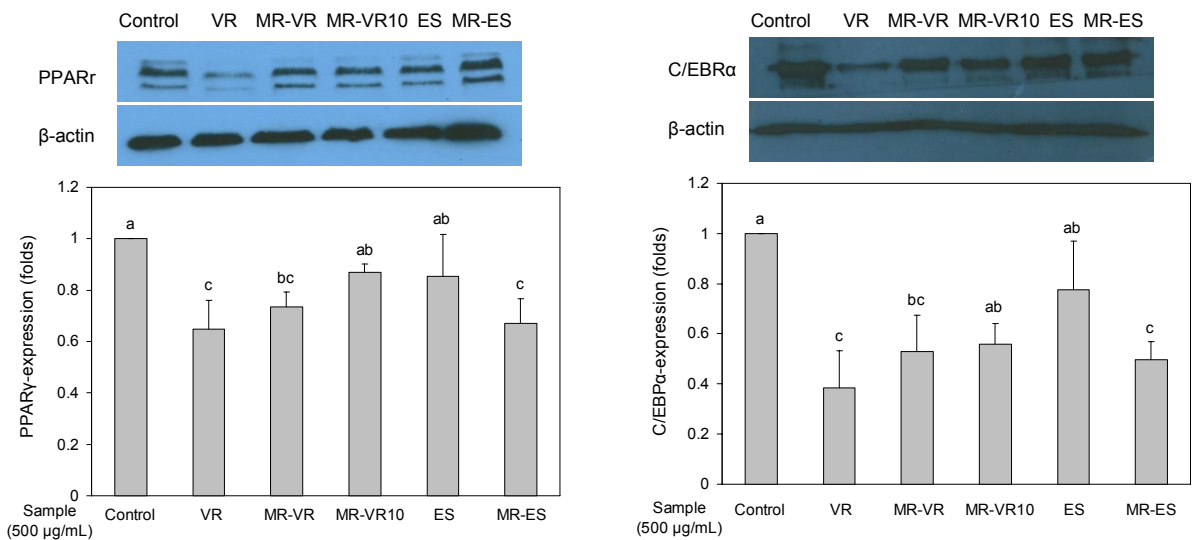 Control VR MR-VR MR-VR10 ES MR-ES
PPARr
β-actin
PPARγ-expression (folds)
1.2
1
0.8
0.6
0.4
0.2
0
a
c
bc
ab
ab
c
Sample
(500 µg/mL)
Control VR MR-VR MR-VR10 ES MR-ES
Control VR MR-VR MR-VR10 ES MR-ES
C/EBRα
β-actin
C/EBPα-expression (folds)
1.2
1
0.8
0.6
0.4
0.2
0
a
c
bc
ab
ab
c
Sample
(500 µg/mL)
Control VR MR-VR MR-VR10 ES MR-ES